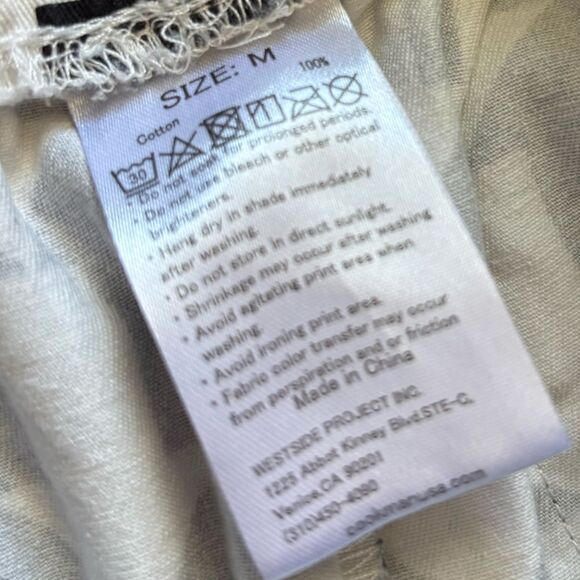 SIZE: M
Cotton 100%
30
• Do not soak for prolonged periods.
• Do not use bleach or other optical
brighteners.
• Hang dry in shade immediately
after washing.
• Do not store in direct sunlight.
• Shrinkage may occur after washing
• Avoid agitating print area when
washing.
• Avoid ironing print area.
• Fabric color transfer may occur
from perspiration and or friction
Made in China
WESTSIDE PROJECT INC.
1225 Abbot Kinney Blvd.STE-C.
Venice.CA 90291
(310)450-4090
cookmanusa.com